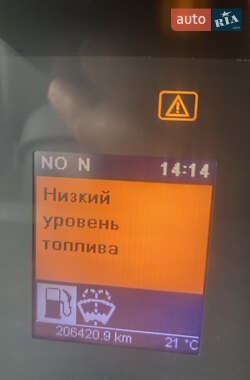 auto RIA
NO N 14:14
Низкий
уровень
топлива
206420.9 km
21 °C